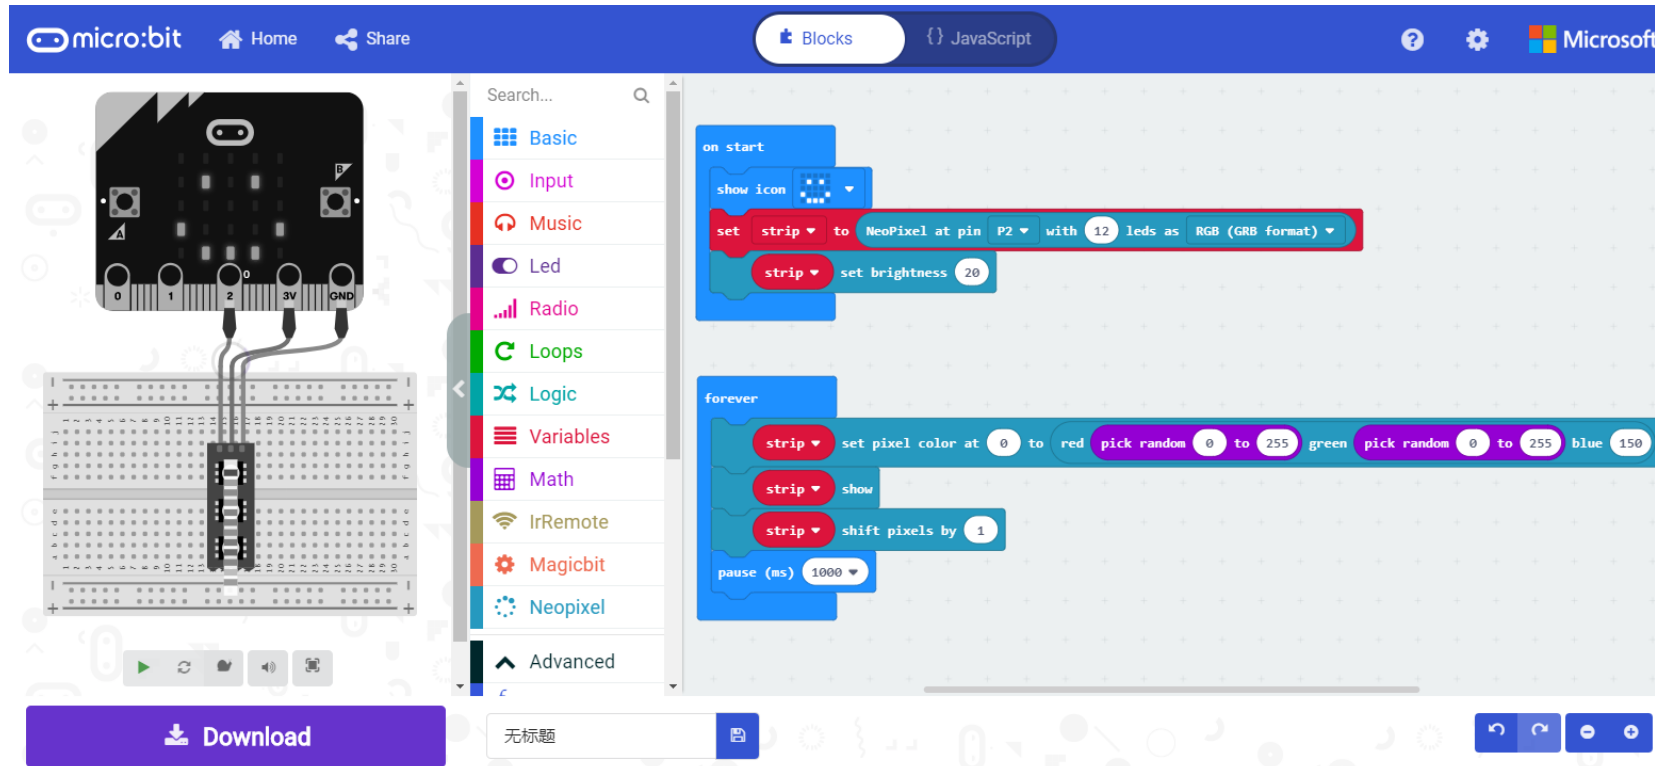 micro:bit Home Share Blocks {} JavaScript ? Microsoft
Search...
Basic
Input
Music
Led
Radio
Loops
Logic
Variables
Math
IrRemote
Magicbit
Neopixel
Advanced
A
B
0
0 1 2 3V GND
on start
show icon
set strip to NeoPixel at pin P2 with 12 leds as RGB (GRB format)
strip set brightness 20
forever
strip set pixel color at 0 to red pick random 0 to 255 green pick random 0 to 255 blue 150
strip show
strip shift pixels by 1
pause (ms) 1000
Download
无标题